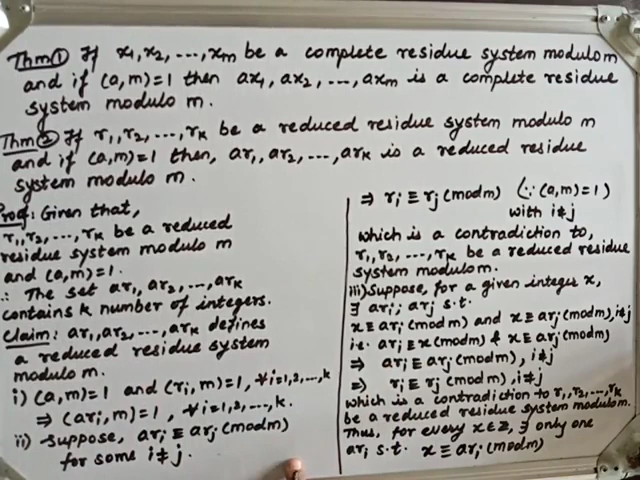 Thm① If x₁, x₂, ..., xₘ be a complete residue system modulo m
and if (a, m)=1 then ax₁, ax₂, ..., axₘ is a complete residue
system modulo m.
Thm② If r₁, r₂, ..., rₖ be a reduced residue system modulo m
and if (a, m)=1 then, ar₁, ar₂, ..., arₖ is a reduced residue
system modulo m.
Proof: Given that,
r₁, r₂, ..., rₖ be a reduced
residue system modulo m
and (a, m)=1.
∴ The set ar₁, ar₂, ..., arₖ
contains k number of integers.
Claim: ar₁, ar₂, ..., arₖ defines
a reduced residue system
modulo m.
i) (a, m)=1 and (rᵢ, m)=1, ∀ i=1,2,...,k
⇒ (arᵢ, m)=1, ∀ i=1,2,...,k.
ii) Suppose, arᵢ ≡ arⱼ (mod m)
for some i≠j.
⇒ rᵢ ≡ rⱼ (mod m) (∵ (a, m)=1)
with i≠j
which is a contradiction to,
r₁, r₂, ..., rₖ be a reduced residue
system modulo m.
iii) Suppose, for a given integer x,
∃ arᵢ; arⱼ s.t.
x ≡ arᵢ (mod m) and x ≡ arⱼ (mod m), i≠j
i.e. arᵢ ≡ x (mod m) & x ≡ arⱼ (mod m)
⇒ arᵢ ≡ arⱼ (mod m), i≠j
⇒ rᵢ ≡ rⱼ (mod m), i≠j
which is a contradiction to r₁, r₂, ..., rₖ
be a reduced residue system modulo m.
Thus, for every x∈Z, ∃ only one
arᵢ s.t. x ≡ arᵢ (mod m)